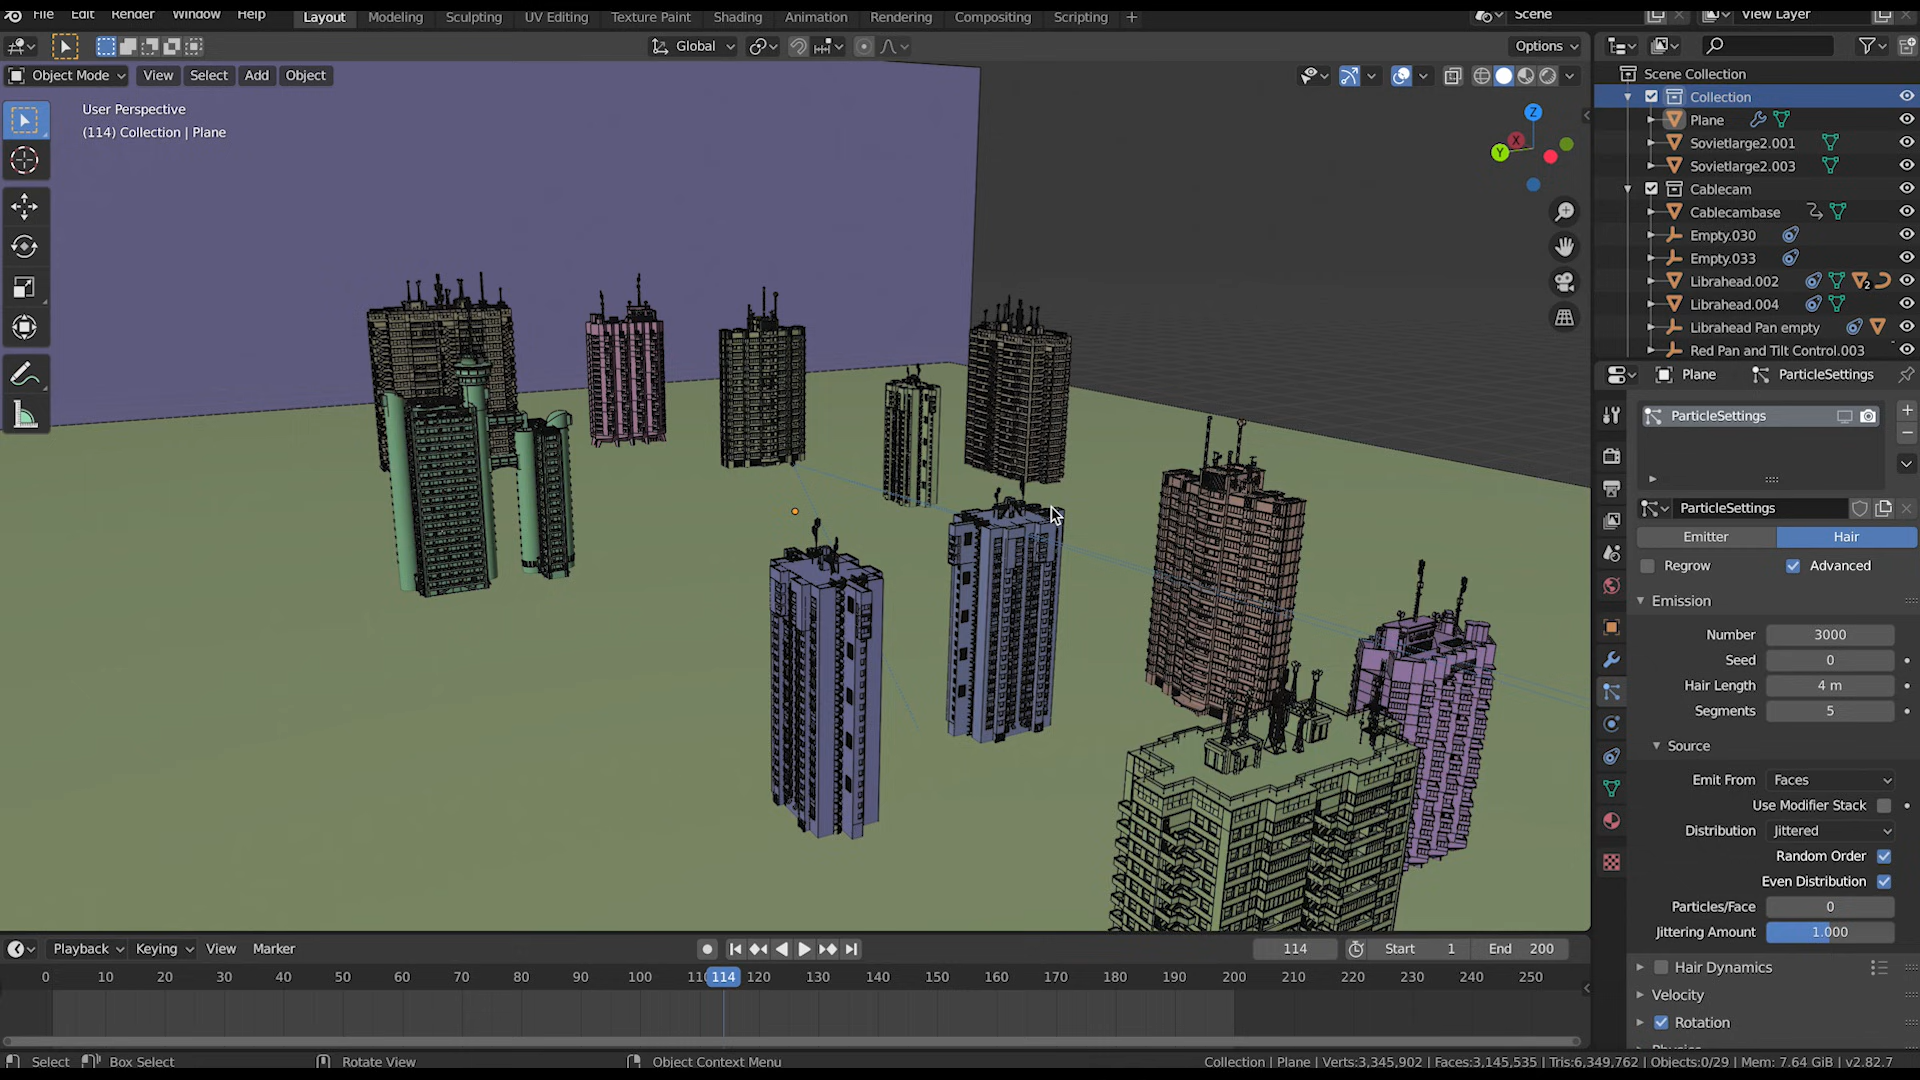 File Edit Render Window Help Layout Modeling Sculpting UV Editing Texture Paint Shading Animation Rendering Compositing Scripting + Scene View Layer
Global Options
Object Mode View Select Add Object
User Perspective
(114) Collection | Plane
Z
X
Y
Scene Collection
Collection
Plane
Sovietlarge2.001
Sovietlarge2.003
Cablecam
Cablecambase
Empty.030
Empty.033
Librahead.002 2
Librahead.004
Librahead Pan empty
Red Pan and Tilt Control.003
Plane ParticleSettings
ParticleSettings
ParticleSettings
Emitter Hair
Regrow Advanced
Emission
Number 3000
Seed 0
Hair Length 4 m
Segments 5
Source
Emit From Faces
Use Modifier Stack
Distribution Jittered
Random Order
Even Distribution
Particles/Face 0
Jittering Amount 1.000
Hair Dynamics
Velocity
Rotation
Playback Keying View Marker 114 Start 1 End 200
0 10 20 30 40 50 60 70 80 90 100 114 120 130 140 150 160 170 180 190 200 210 220 230 240 250
Select Box Select Rotate View Object Context Menu Collection | Plane | Verts:3,345,902 | Faces:3,145,535 | Tris:6,349,762 | Objects:0/29 | Mem: 7.64 GiB | v2.82.7